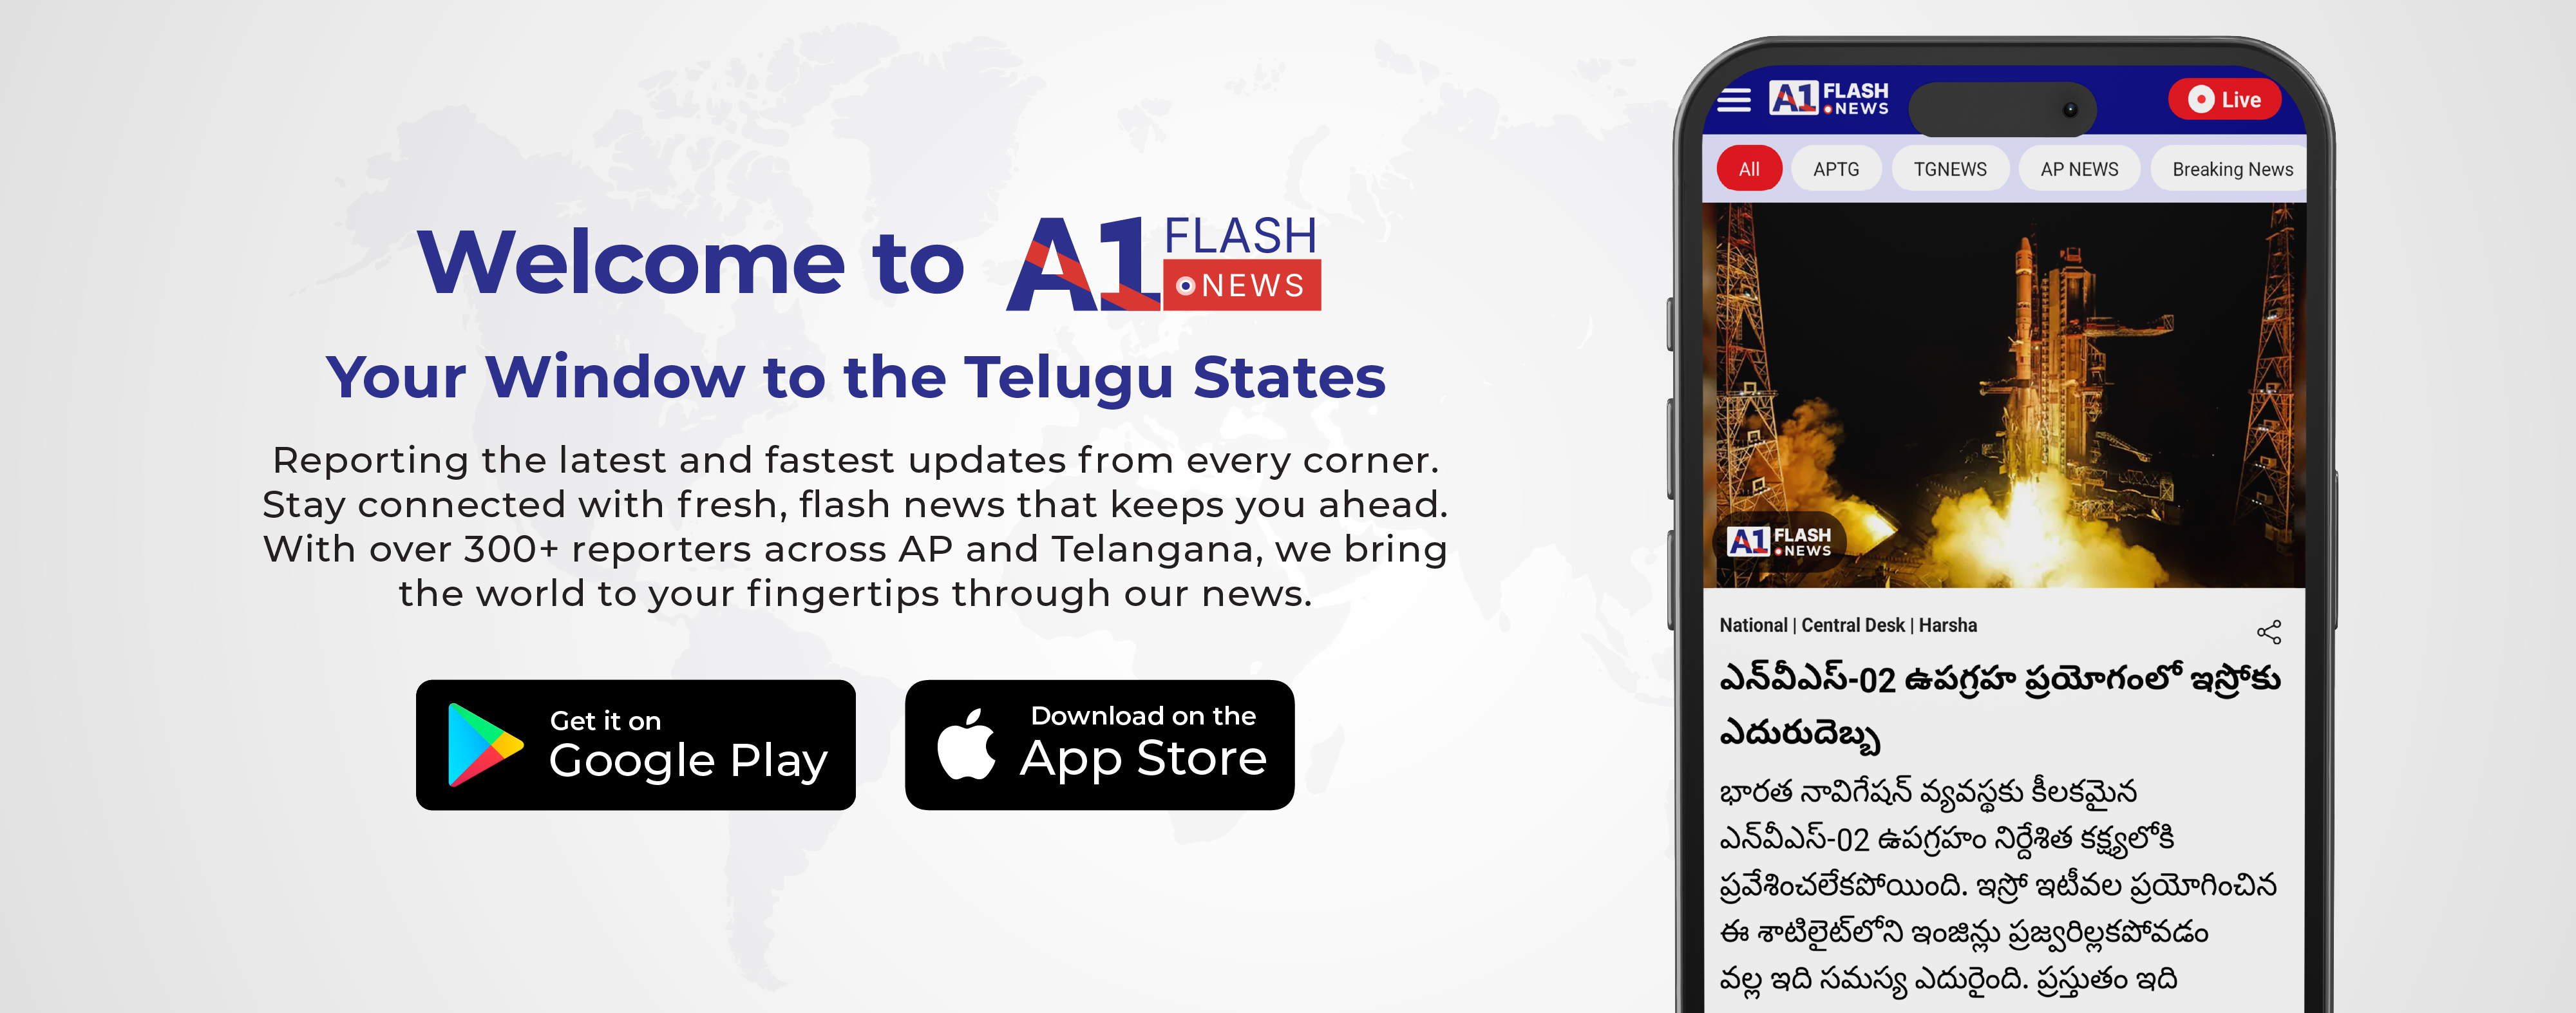 Welcome to A1 FLASH NEWS
Your Window to the Telugu States
Reporting the latest and fastest updates from every corner.
Stay connected with fresh, flash news that keeps you ahead.
With over 300+ reporters across AP and Telangana, we bring
the world to your fingertips through our news.
Get it on
Google Play
Download on the
App Store
A1 FLASH NEWS
Live
All
APTG
TGNEWS
AP NEWS
Breaking News
A1 FLASH NEWS
National | Central Desk | Harsha
ఎన్‌వీఎస్-02 ఉపగ్రహ ప్రయోగంలో ఇస్రోకు
ఎదురుదెబ్బ
భారత నావిగేషన్ వ్యవస్థకు కీలకమైన
ఎన్‌వీఎస్-02 ఉపగ్రహం నిర్దేశిత కక్ష్యలోకి
ప్రవేశించలేకపోయింది. ఇస్రో ఇటీవల ప్రయోగించిన
ఈ శాటిలైట్‌లోని ఇంజిన్లు ప్రజ్వరిల్లకపోవడం
వల్ల ఇది సమస్య ఎదురైంది. ప్రస్తుతం ఇది